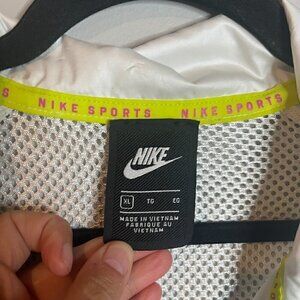 NIKE SPORTS NIKE SPORTS
NIKE
XL TG EG
MADE IN VIETNAM
FABRIQUÉ AU
VIETNAM